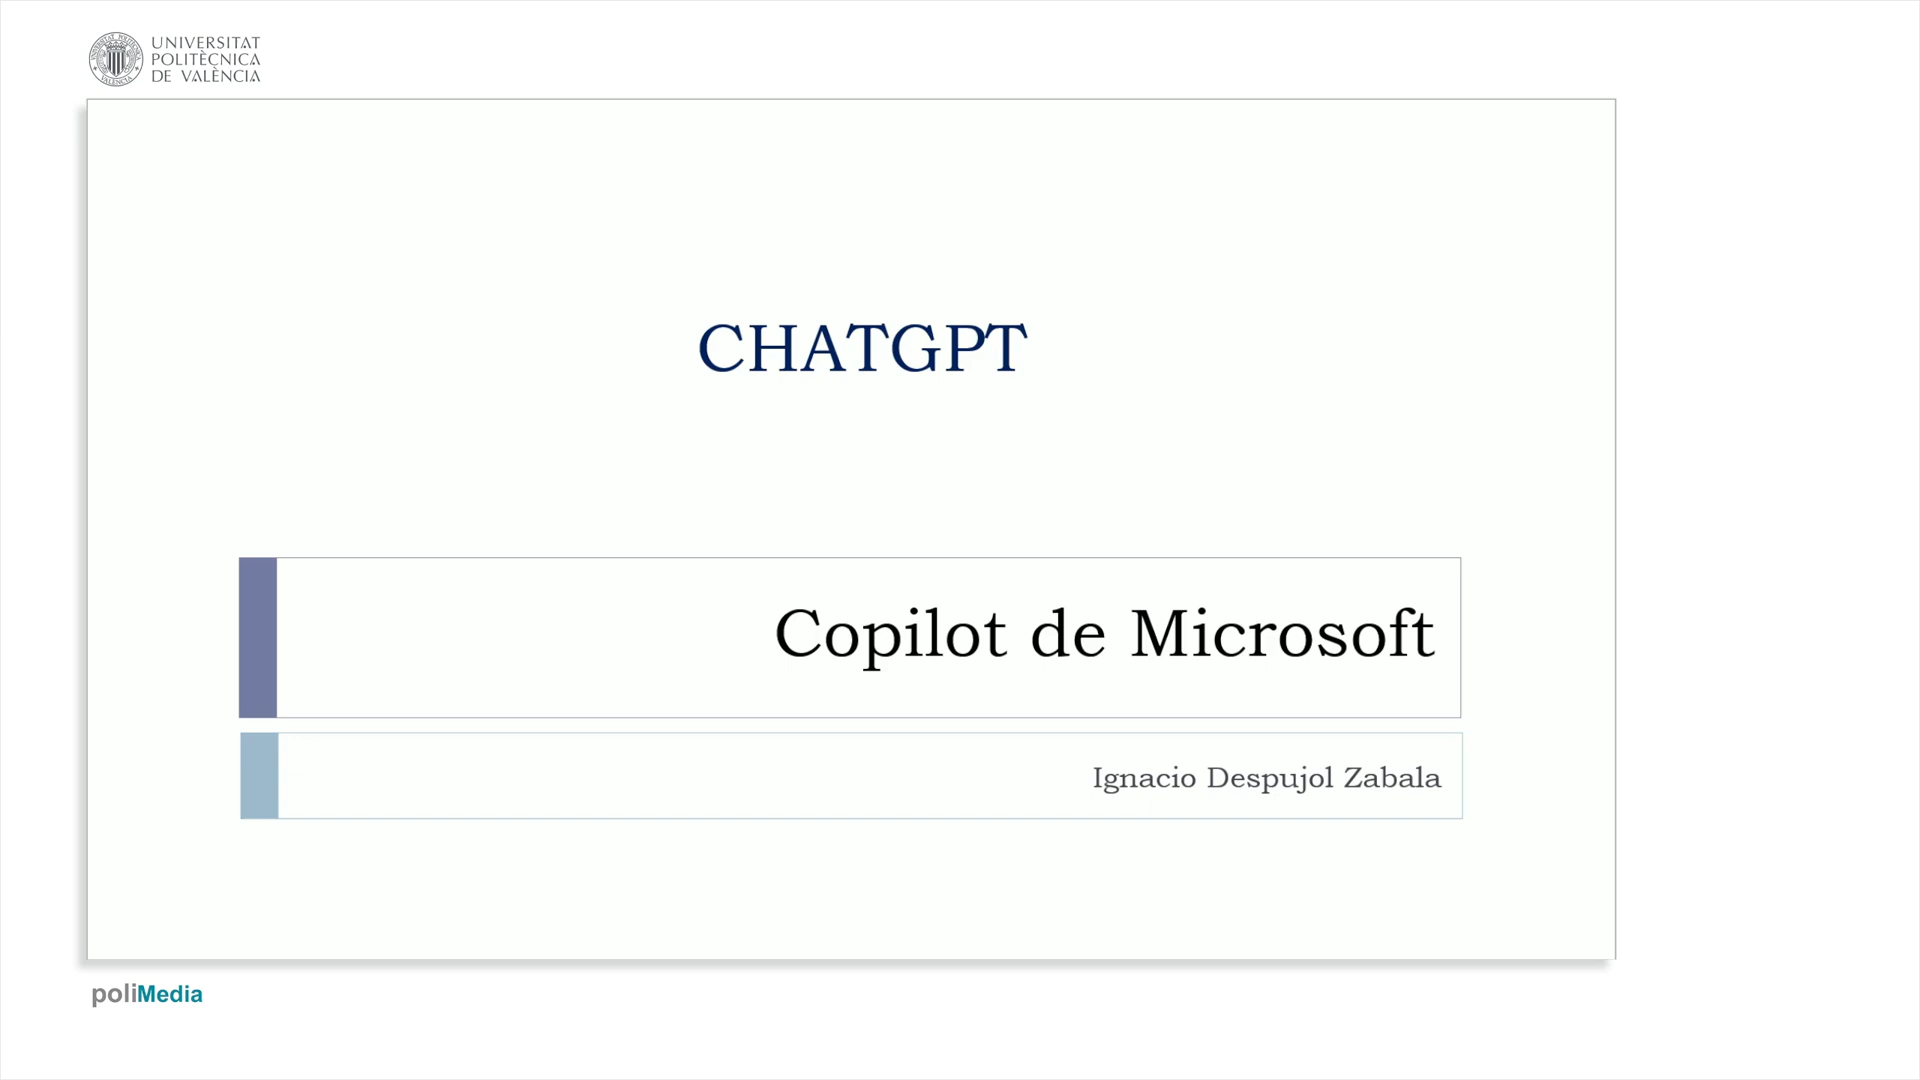 UNIVERSITAT
POLITÈCNICA
DE VALÈNCIA
CHATGPT
Copilot de Microsoft
Ignacio Despujol Zabala
poliMedia